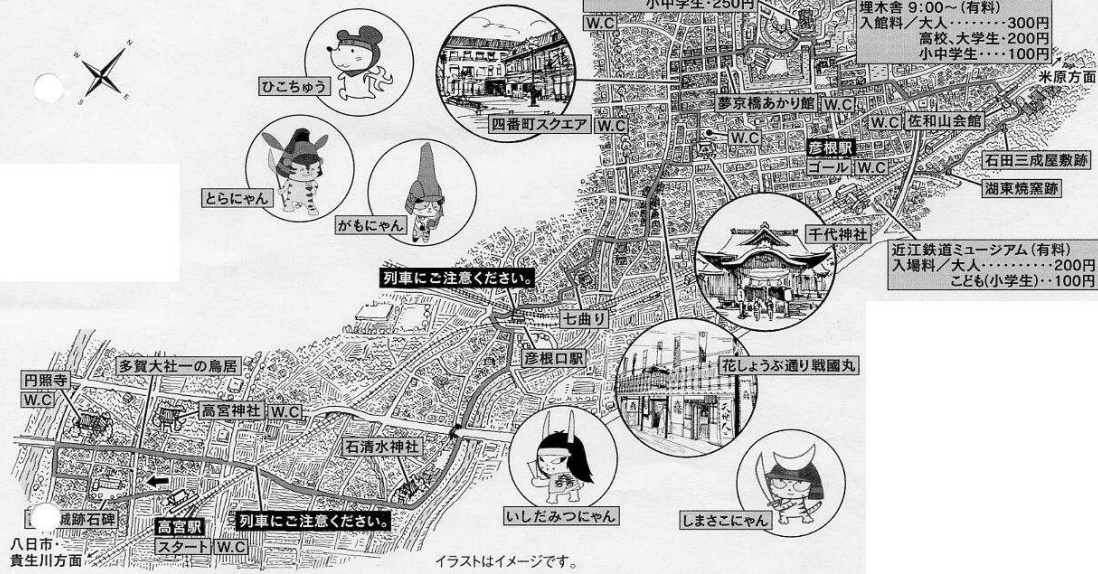 小中学生・250円
W.C
埋木舎 9:00〜(有料)
入館料／大人‥‥‥‥300円
高校、大学生・200円
小中学生‥‥100円
米原方面
ひこちゅう
四番町スクエア
W.C
夢京橋あかり館
W.C
W.C
W.C
佐和山会館
彦根駅
ゴール
W.C
石田三成屋敷跡
湖東焼窯跡
とらにゃん
がもにゃん
千代神社
近江鉄道ミュージアム(有料)
入場料／大人‥‥‥‥‥200円
こども(小学生)‥100円
列車にご注意ください。
七曲り
彦根口駅
花しょうぶ通り戦國丸
円照寺
W.C
多賀大社一の鳥居
高宮神社
W.C
石清水神社
いしだみつにゃん
しまさこにゃん
城跡石碑
高宮駅
スタート
W.C
列車にご注意ください。
八日市・
貴生川方面
イラストはイメージです。
N
W
S
E